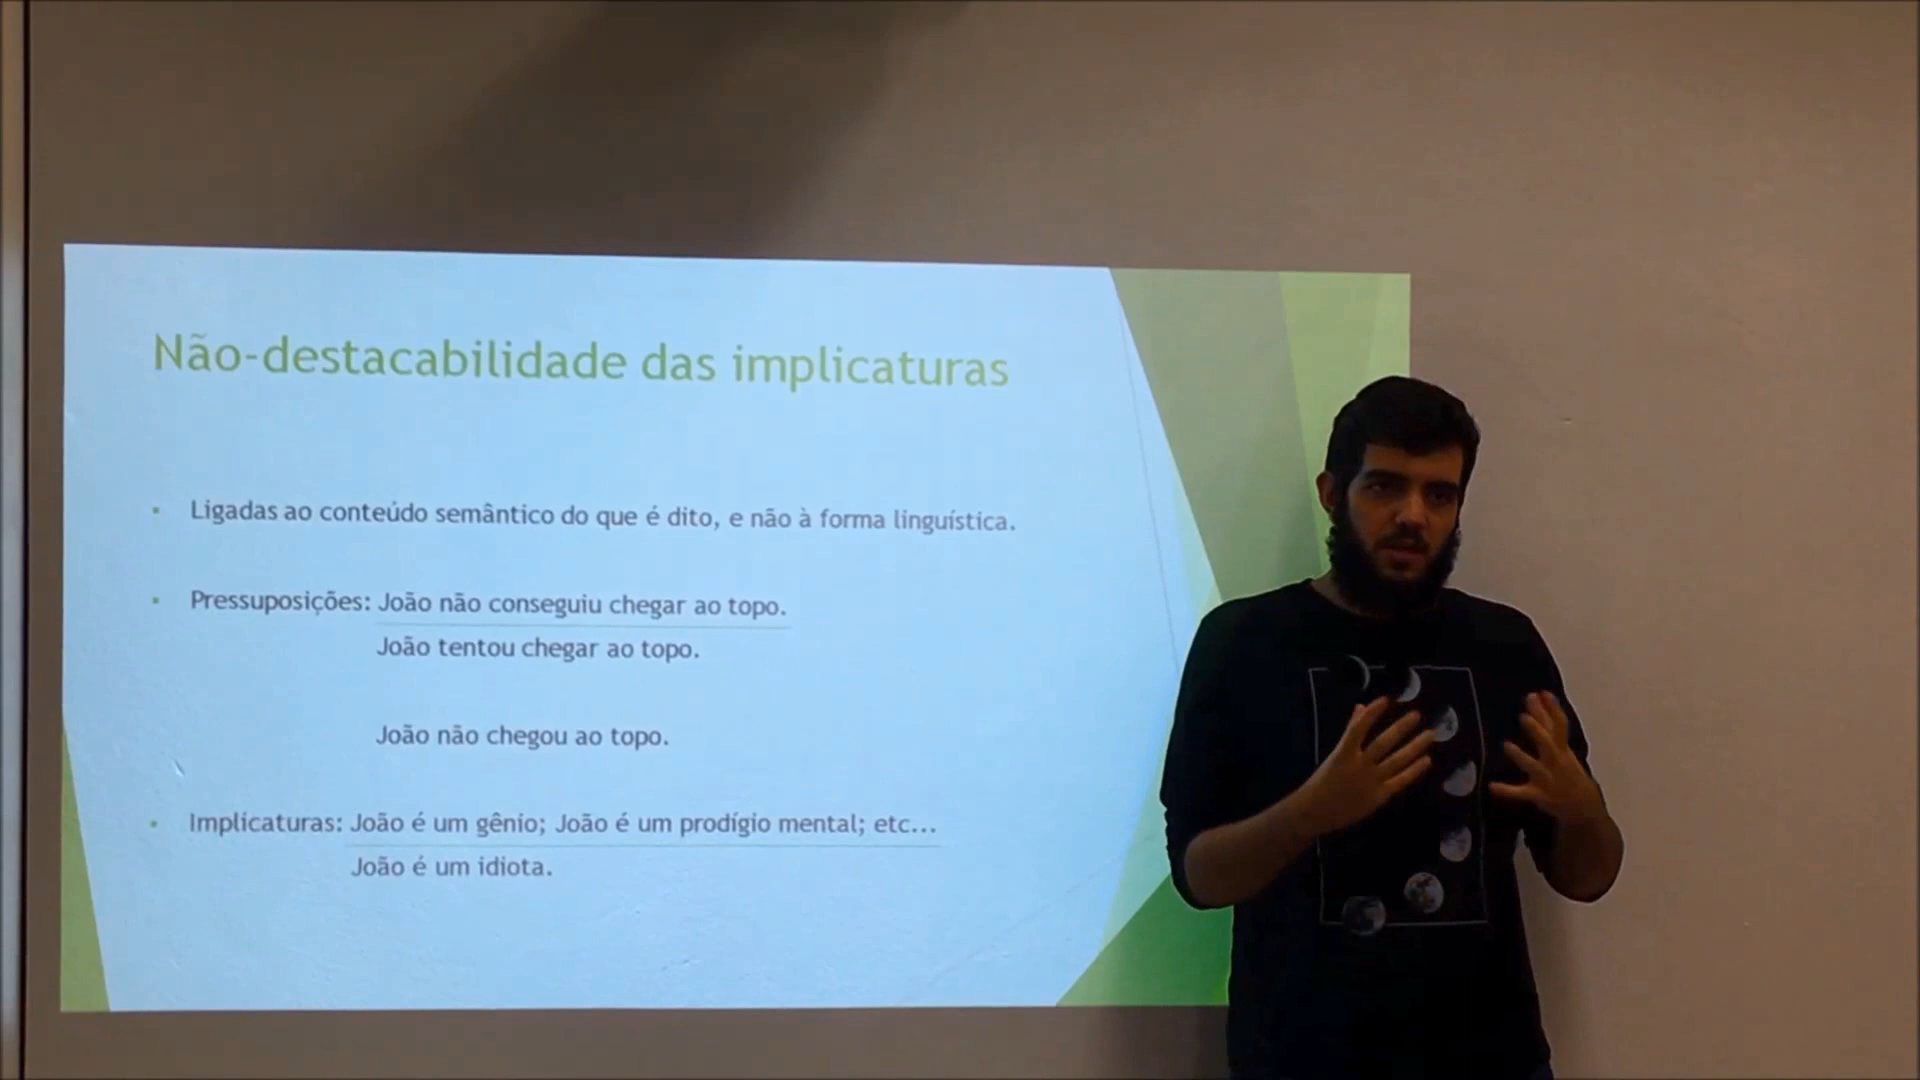 Não-destacabilidade das implicaturas
Ligadas ao conteúdo semântico do que é dito, e não à forma linguística.
Pressuposições: João não conseguiu chegar ao topo.
João tentou chegar ao topo.
João não chegou ao topo.
Implicaturas: João é um gênio; João é um prodígio mental; etc...
João é um idiota.